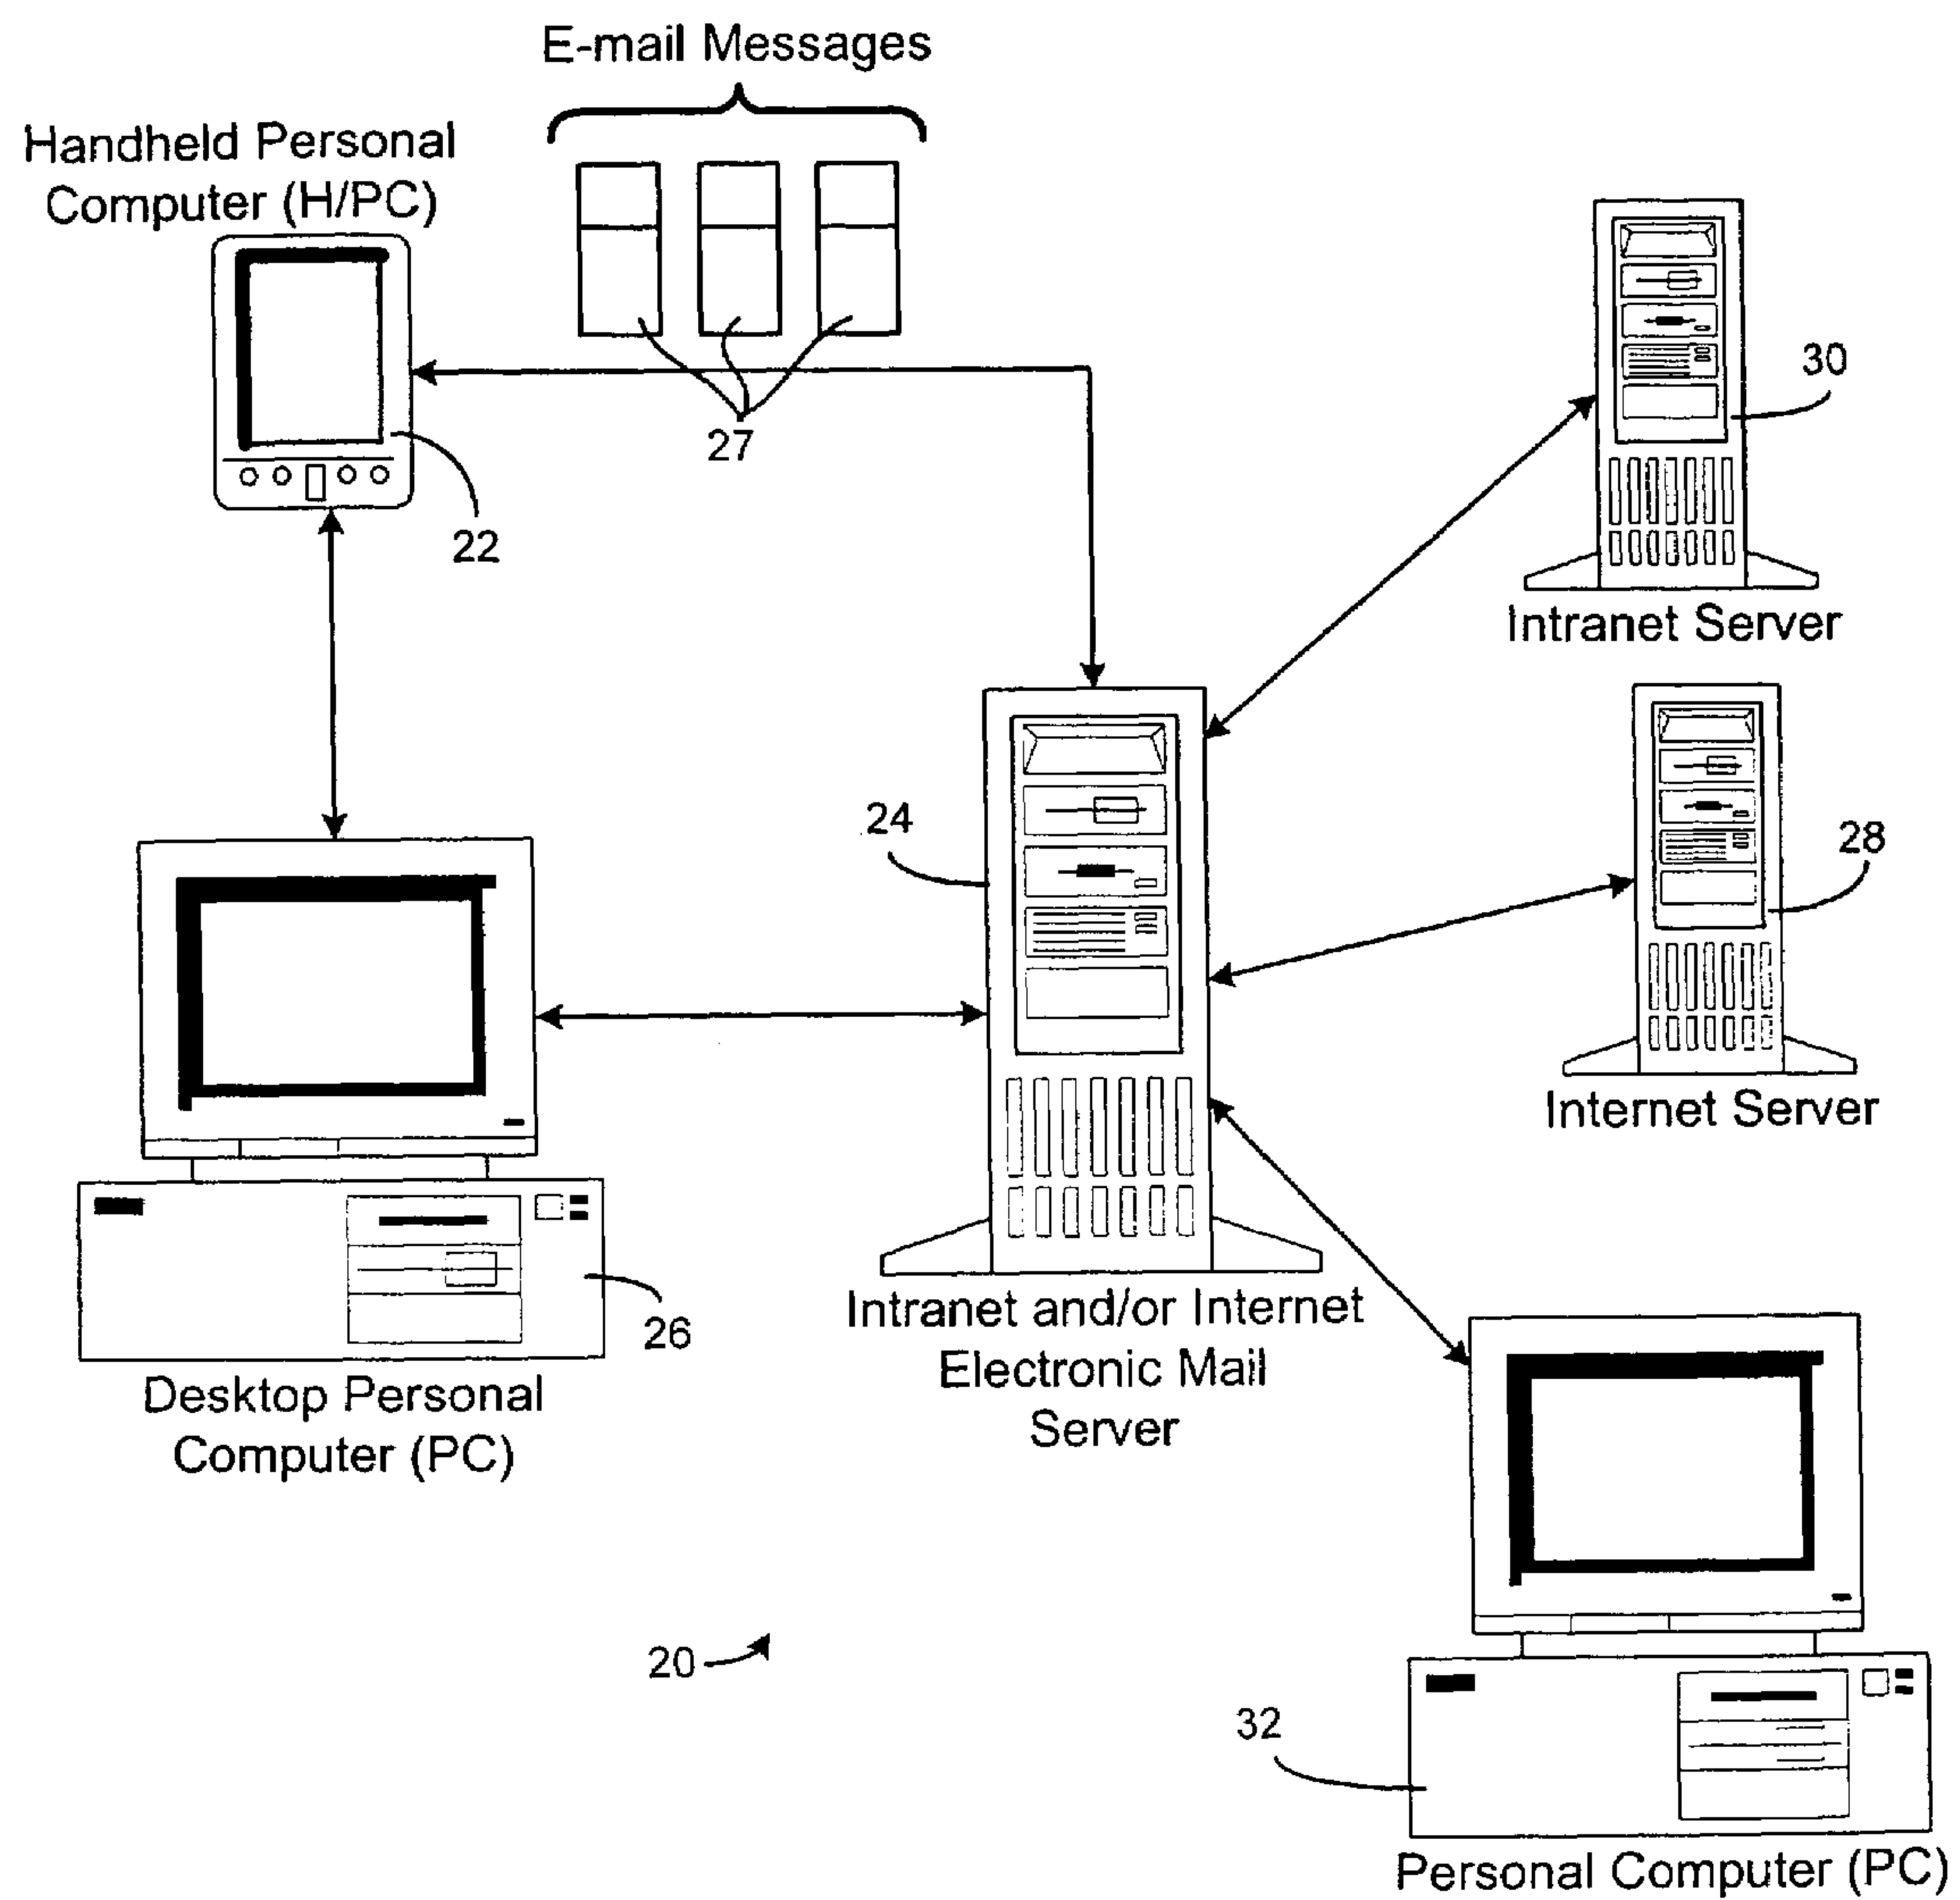 E-mail Messages
Handheld Personal
Computer (H/PC)
27
22
30
Intranet Server
24
28
Internet Server
26
Desktop Personal
Computer (PC)
Intranet and/or Internet
Electronic Mail
Server
20
32
Personal Computer (PC)